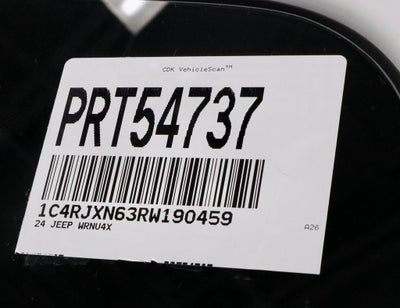 CDK VehicleScan™
PRT54737
1C4RJXN63RW190459
24 JEEP WRNU4X
A26